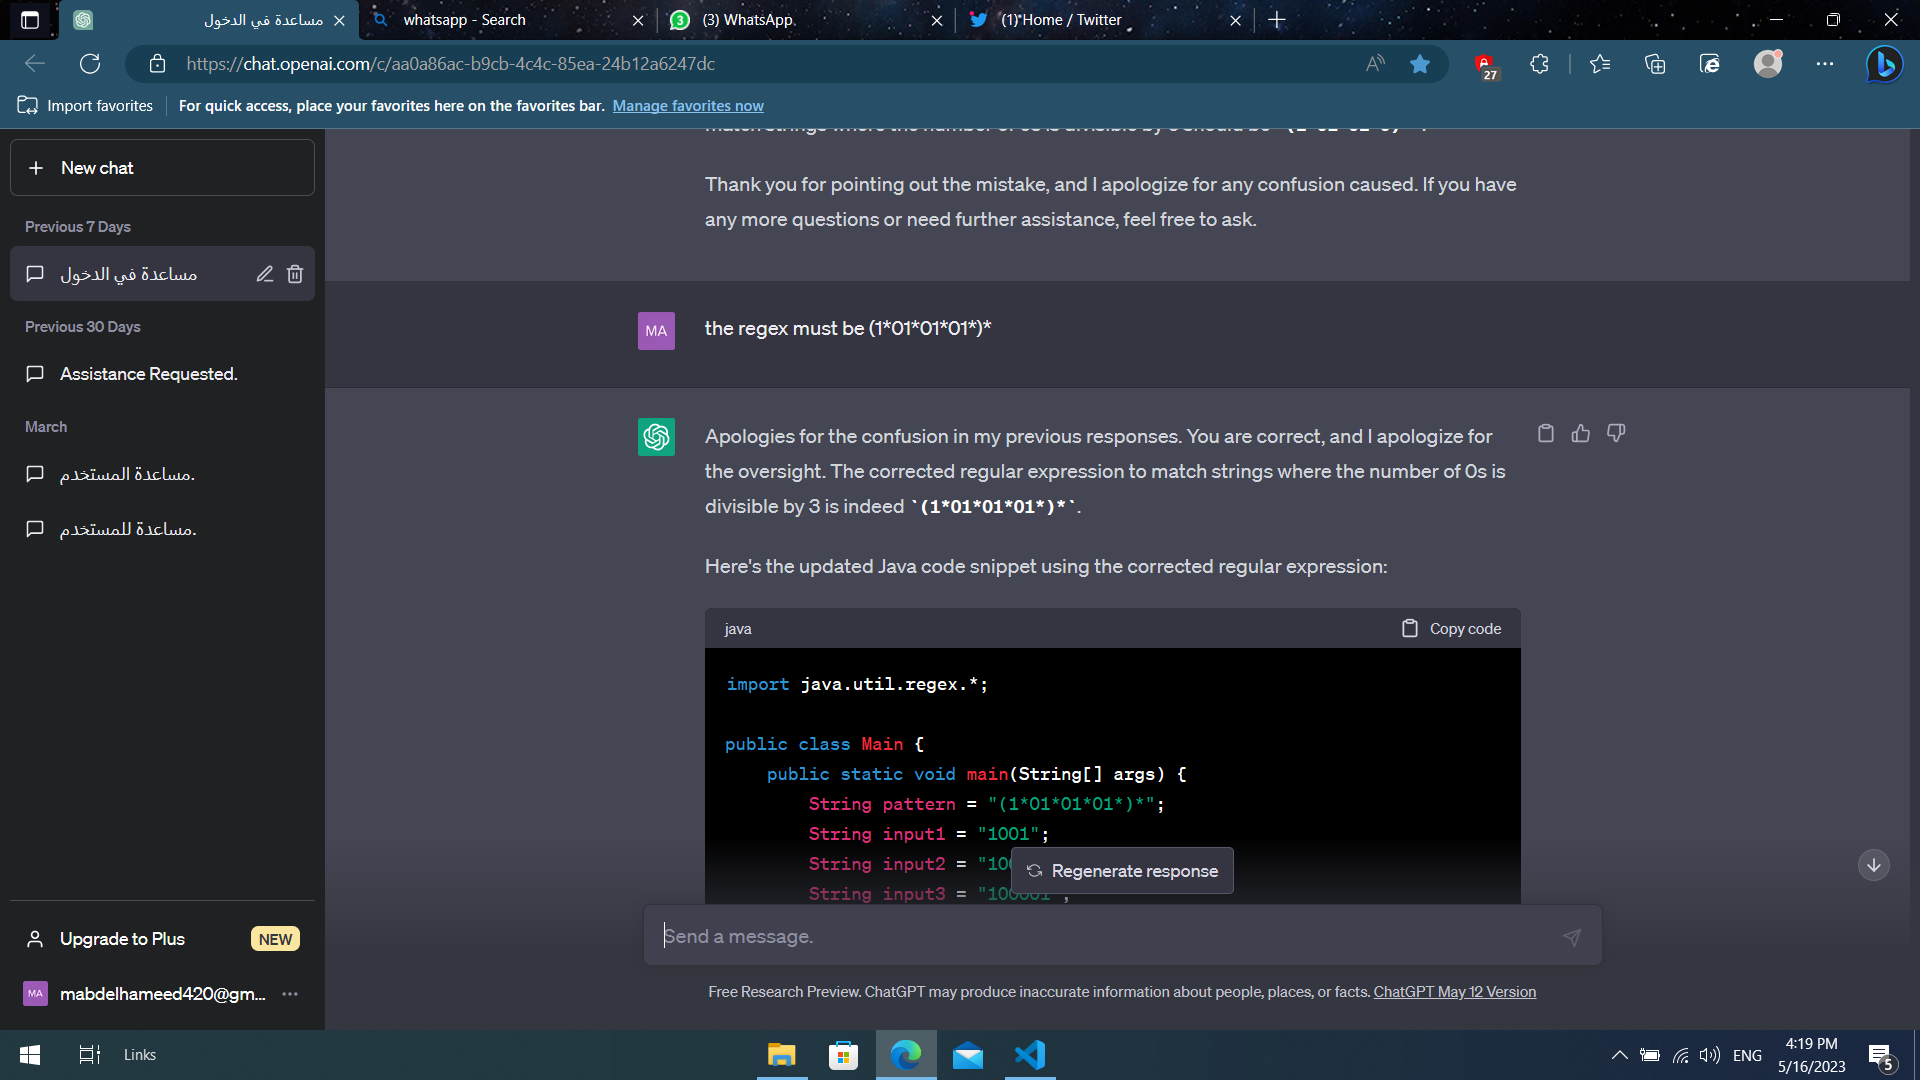 مساعدة في الدخول
whatsapp - Search
3
(3) WhatsApp
(1) Home / Twitter
https://chat.openai.com/c/aa0a86ac-b9cb-4c4c-85ea-24b12a6247dc
27
Import favorites
For quick access, place your favorites here on the favorites bar. Manage favorites now
New chat
Previous 7 Days
مساعدة في الدخول
Previous 30 Days
Assistance Requested.
March
مساعدة المستخدم.
مساعدة للمستخدم.
Upgrade to Plus
NEW
MA
mabdelhameed420@gm...
Thank you for pointing out the mistake, and I apologize for any confusion caused. If you have
any more questions or need further assistance, feel free to ask.
MA
the regex must be (1*01*01*01*)*
Apologies for the confusion in my previous responses. You are correct, and I apologize for
the oversight. The corrected regular expression to match strings where the number of 0s is
divisible by 3 is indeed `(1*01*01*01*)*`.
Here's the updated Java code snippet using the corrected regular expression:
java
Copy code
import java.util.regex.*;
public class Main {
public static void main(String[] args) {
String pattern = "(1*01*01*01*)*";
String input1 = "1001";
String input2 = "10
String input3 = "100001";
Regenerate response
Send a message.
Free Research Preview. ChatGPT may produce inaccurate information about people, places, or facts. ChatGPT May 12 Version
Links
ENG
4:19 PM
5/16/2023
5